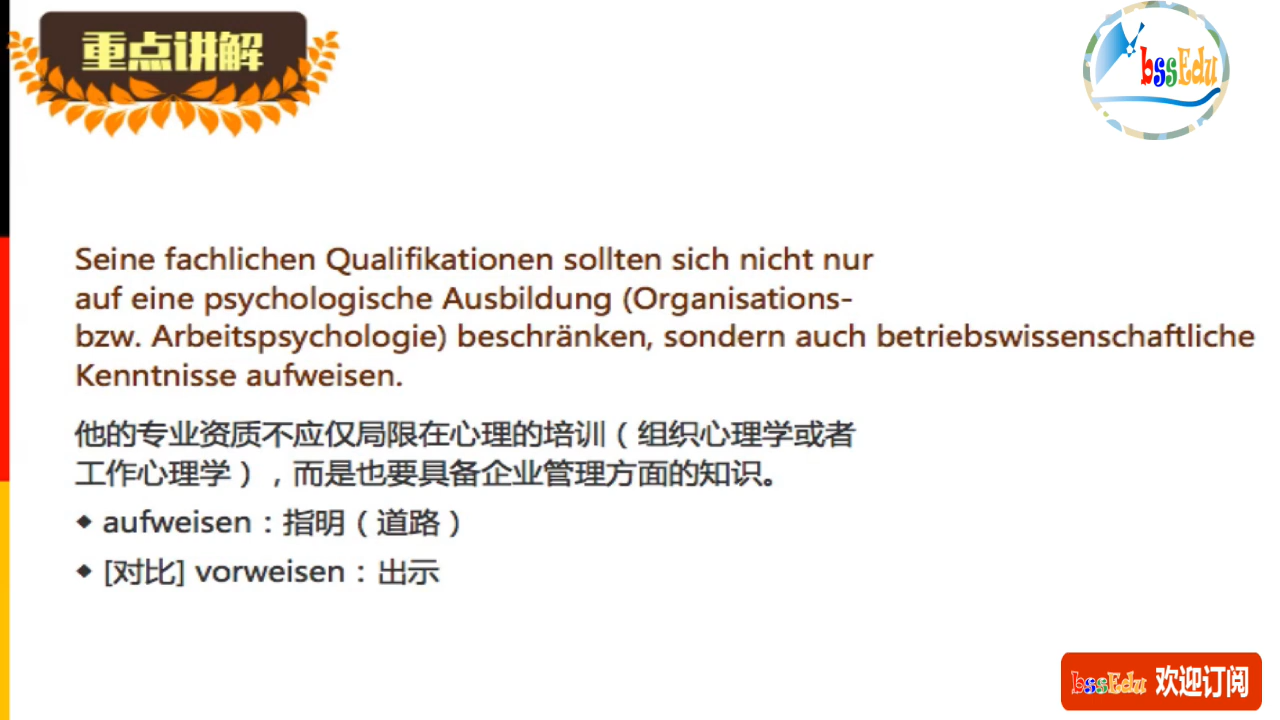 重点讲解
bssEdu
Seine fachlichen Qualifikationen sollten sich nicht nur
auf eine psychologische Ausbildung (Organisations-
bzw. Arbeitspsychologie) beschränken, sondern auch betriebswissenschaftliche
Kenntnisse aufweisen.
他的专业资质不应仅局限在心理的培训（组织心理学或者
工作心理学），而是也要具备企业管理方面的知识。
◆ aufweisen：指明（道路）
◆ [对比] vorweisen：出示
bssEdu 欢迎订阅